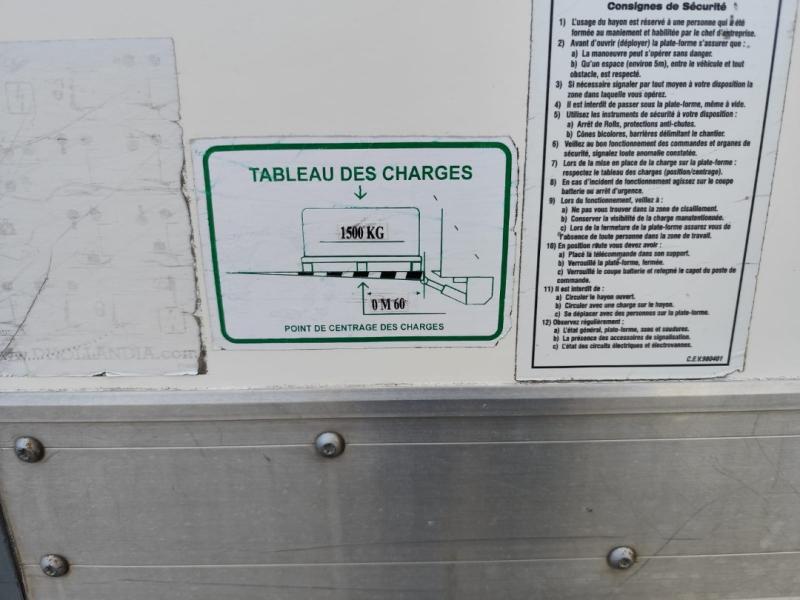 TABLEAU DES CHARGES
1500 KG
0 M 60
POINT DE CENTRAGE DES CHARGES
Consignes de Sécurité
1) L'usage du hayon est réservé à une personne qui a été
formée au maniement et habilitée par le chef d'entreprise.
2) Avant d'ouvrir (déployer) la plate-forme s'assurer que :
a) La manoeuvre peut s'opérer sans danger.
b) Qu'un espace (environ 5m), entre le véhicule et tout
obstacle, est respecté.
3) Si nécessaire signaler par tout moyen à votre disposition la
zone dans laquelle vous opérez.
4) Il est interdit de passer sous la plate-forme, même à vide.
5) Utilisez les instruments de sécurité à votre disposition :
a) Arrêt de Rolls, protections anti-chutes.
b) Cônes bicolores, barrières délimitant le chantier.
6) Veillez au bon fonctionnement des commandes et organes de
sécurité, signalez toute anomalie constatée.
7) Lors de la mise en place de la charge sur la plate-forme :
respectez le tableau des charges (position/centrage).
8) En cas d'incident de fonctionnement agissez sur le coupe
batterie ou arrêt d'urgence.
9) Lors du fonctionnement, veillez à :
a) Ne pas vous trouver dans la zone de cisaillement.
b) Conserver la visibilité de la charge manutentionnée.
c) Lors de la fermeture de la plate-forme assurez vous de
l'absence de toute personne dans la zone de travail.
10) En position route vous devez avoir :
a) Placé la télécommande dans son support.
b) Verrouillé la plate-forme, fermée.
c) Verrouillé le coupe batterie et refermé le capot du poste de
commande.
11) Il est interdit de :
a) Circuler le hayon ouvert.
b) Circuler avec une charge sur le hayon.
c) Se déplacer avec des personnes sur la plate-forme.
12) Observez régulièrement :
a) L'état général, plate-forme, axes et soudures.
b) La présence des accessoires de signalisation.
c) L'état des circuits électriques et électrovannes.
C.E.V.980401